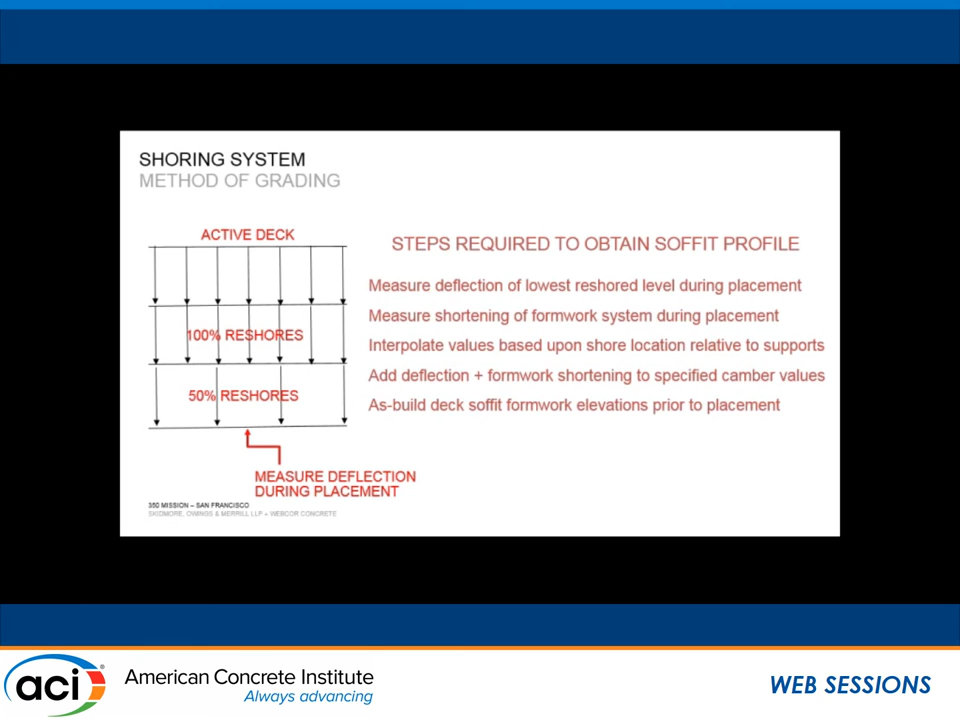 SHORING SYSTEM
METHOD OF GRADING
ACTIVE DECK
100% RESHORES
50% RESHORES
MEASURE DEFLECTION
DURING PLACEMENT
STEPS REQUIRED TO OBTAIN SOFFIT PROFILE
Measure deflection of lowest reshored level during placement
Measure shortening of formwork system during placement
Interpolate values based upon shore location relative to supports
Add deflection + formwork shortening to specified camber values
As-build deck soffit formwork elevations prior to placement
350 MISSION – SAN FRANCISCO
SKIDMORE, OWINGS & MERRILL LLP + WEBCOR CONCRETE
aci®
American Concrete Institute
Always advancing
WEB SESSIONS